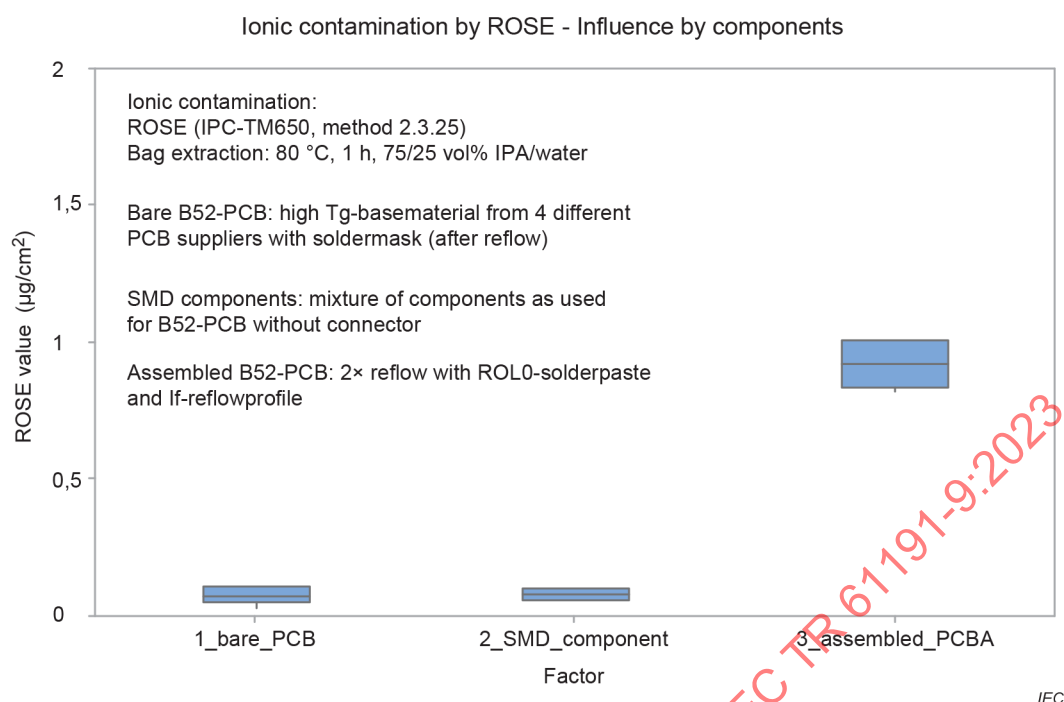 Ionic contamination by ROSE - Influence by components
2
Ionic contamination:
ROSE (IPC-TM650, method 2.3.25)
Bag extraction: 80 °C, 1 h, 75/25 vol% IPA/water
1,5
Bare B52-PCB: high Tg-basematerial from 4 different
PCB suppliers with soldermask (after reflow)
ROSE value (µg/cm²)
SMD components: mixture of components as used
for B52-PCB without connector
1
Assembled B52-PCB: 2× reflow with ROL0-solderpaste
and lf-reflowprofile
0,5
0
1_bare_PCB 2_SMD_component 3_assembled_PCBA
Factor
EC TR 61191-9:2023
IEC